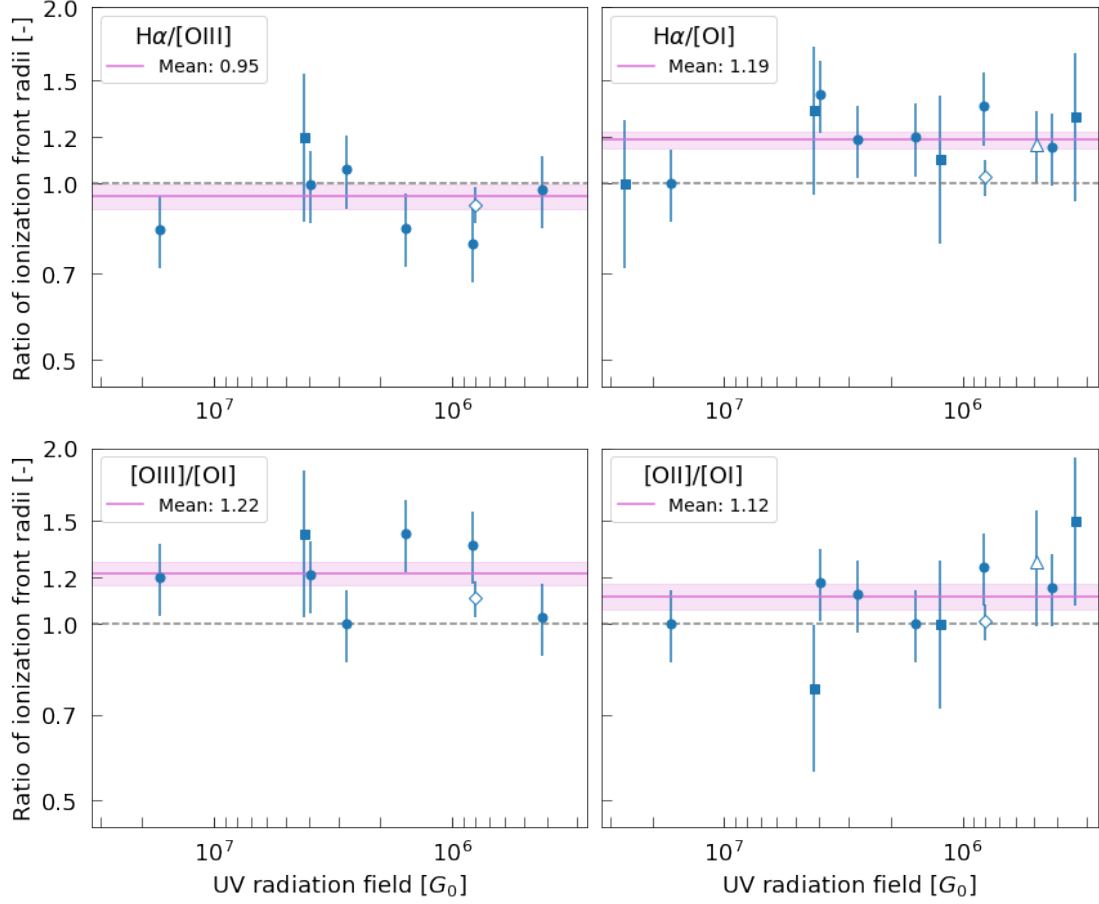 Ratio of ionization front radii [-]
2.0
1.5
1.2
1.0
0.7
0.5
Hα/[OIII]
Mean: 0.95
10⁷
10⁶
Hα/[OI]
Mean: 1.19
10⁷
10⁶
Ratio of ionization front radii [-]
2.0
1.5
1.2
1.0
0.7
0.5
[OIII]/[OI]
Mean: 1.22
10⁷
10⁶
UV radiation field [G₀]
[OII]/[OI]
Mean: 1.12
10⁷
10⁶
UV radiation field [G₀]